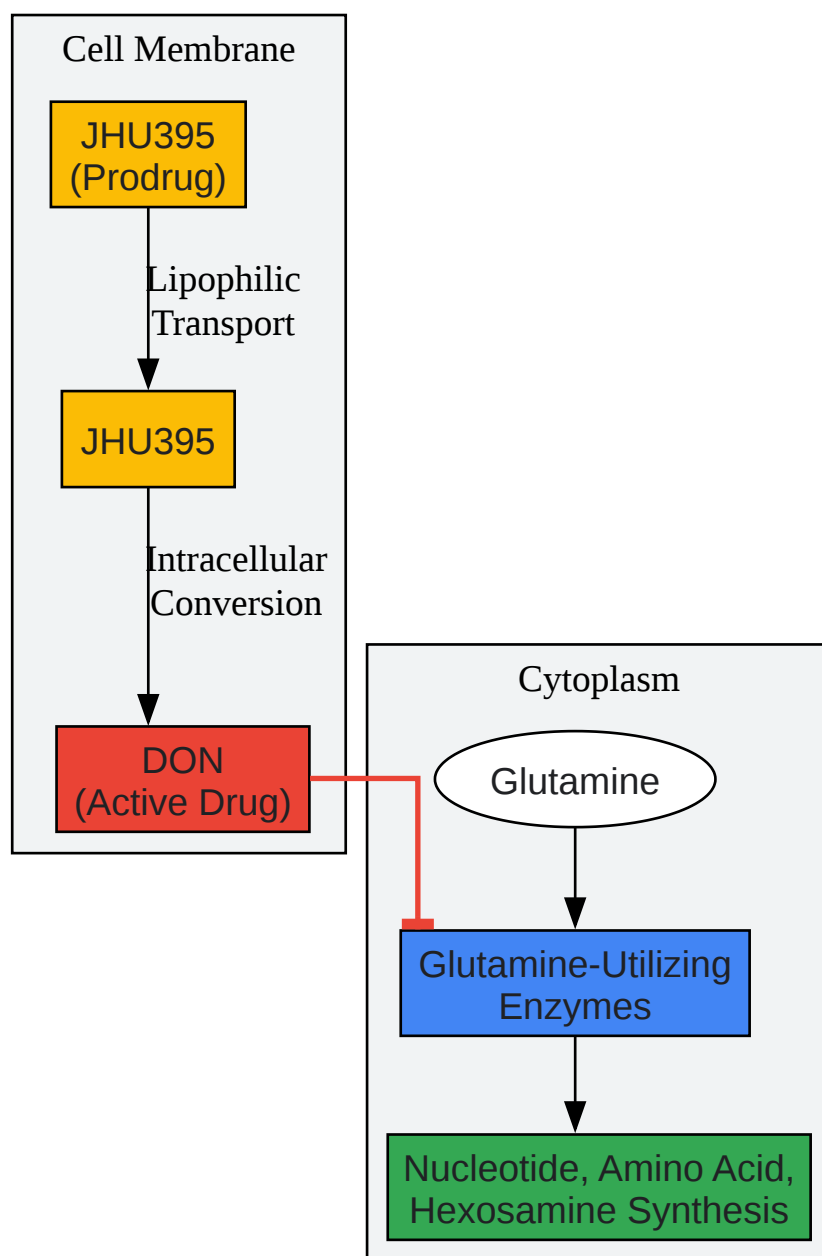 Cell Membrane
JHU395
(Prodrug)
Lipophilic
Transport
JHU395
Intracellular
Conversion
DON
(Active Drug)
Cytoplasm
Glutamine
Glutamine-Utilizing
Enzymes
Nucleotide, Amino Acid,
Hexosamine Synthesis